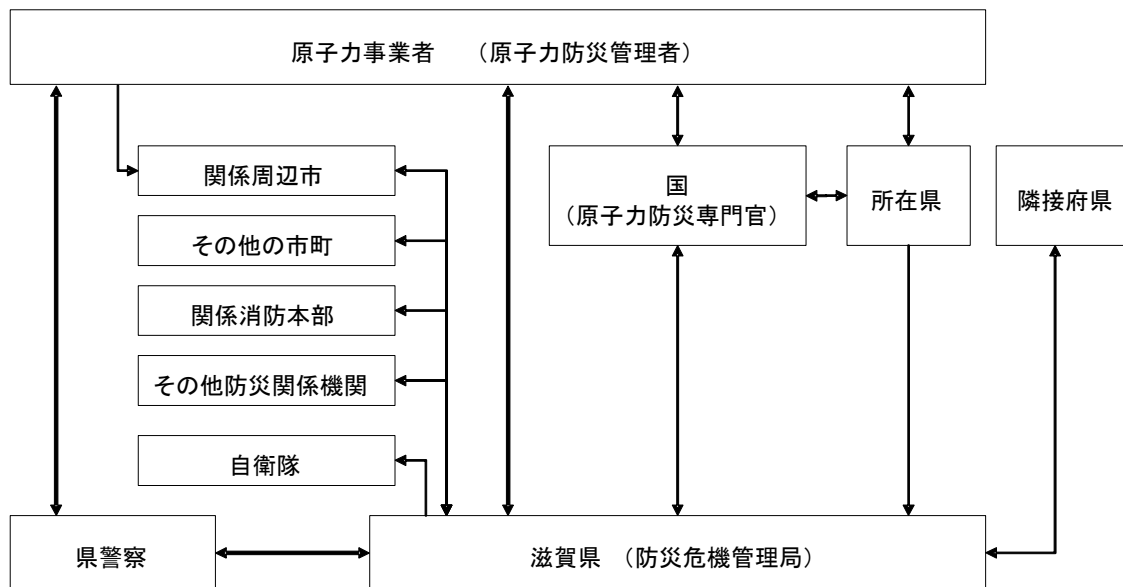 原子力事業者 （原子力防災管理者）
関係周辺市
国
（原子力防災専門官）
所在県
隣接府県
その他の市町
関係消防本部
その他防災関係機関
自衛隊
県警察
滋賀県 （防災危機管理局）